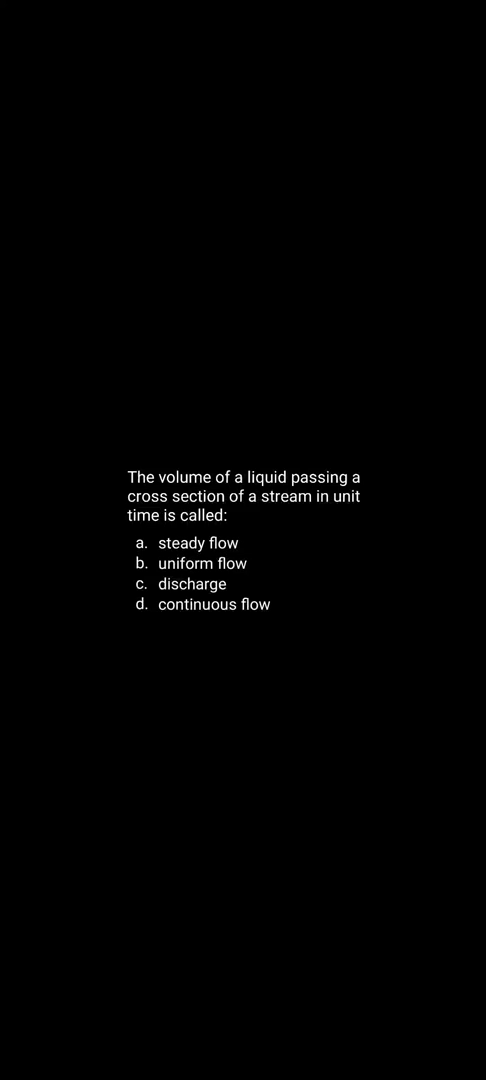 The volume of a liquid passing a
cross section of a stream in unit
time is called:
a. steady flow
b. uniform flow
c. discharge
d. continuous flow